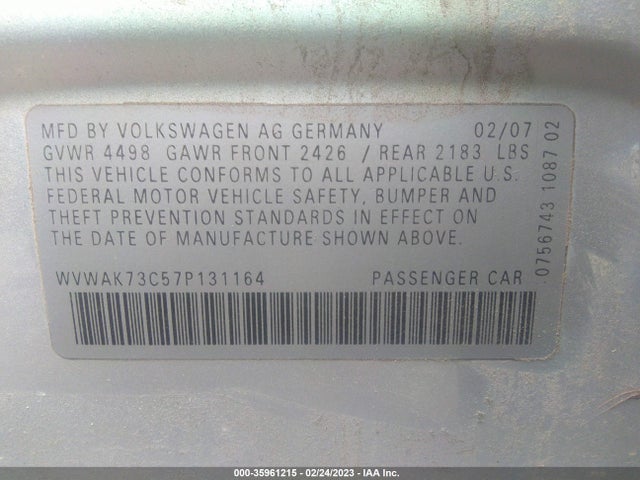 MFD BY VOLKSWAGEN AG GERMANY 02/07
GVWR 4498 GAWR FRONT 2426 / REAR 2183 LBS
THIS VEHICLE CONFORMS TO ALL APPLICABLE U.S.
FEDERAL MOTOR VEHICLE SAFETY, BUMPER AND
THEFT PREVENTION STANDARDS IN EFFECT ON
THE DATE OF MANUFACTURE SHOWN ABOVE.
WVWAK73C57P131164 PASSENGER CAR
0756743 1087 02
000-35961215 - 02/24/2023 - IAA Inc.